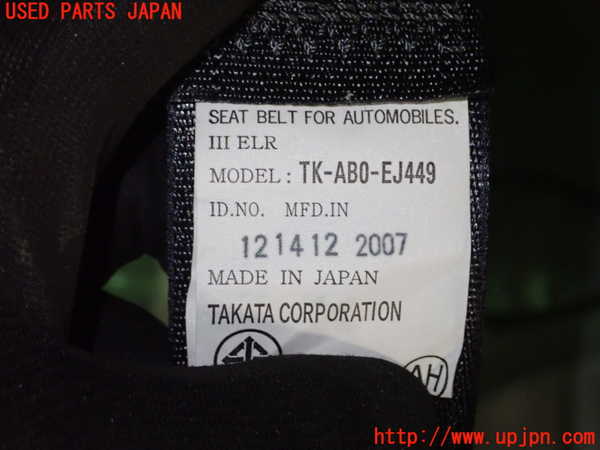 USED PARTS JAPAN
SEAT BELT FOR AUTOMOBILES.
III ELR
MODEL: TK-AB0-EJ449
ID.NO. MFD.IN
121412 2007
MADE IN JAPAN
TAKATA CORPORATION
AH
http://www.upjpn.com